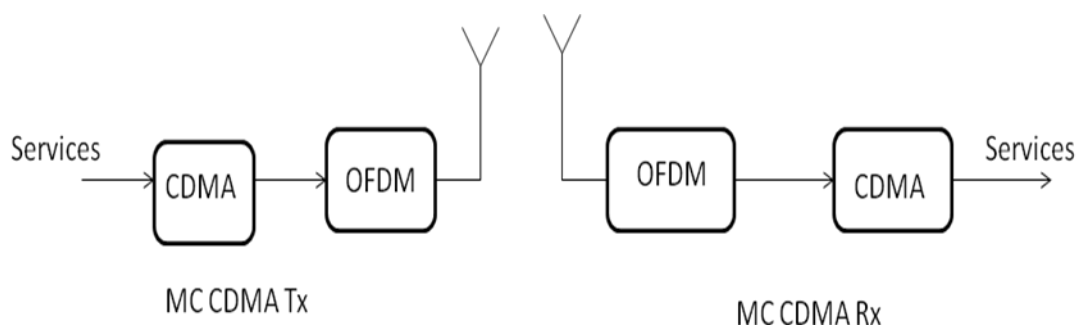 Services
CDMA
OFDM
MC CDMA Tx
OFDM
CDMA
Services
MC CDMA Rx